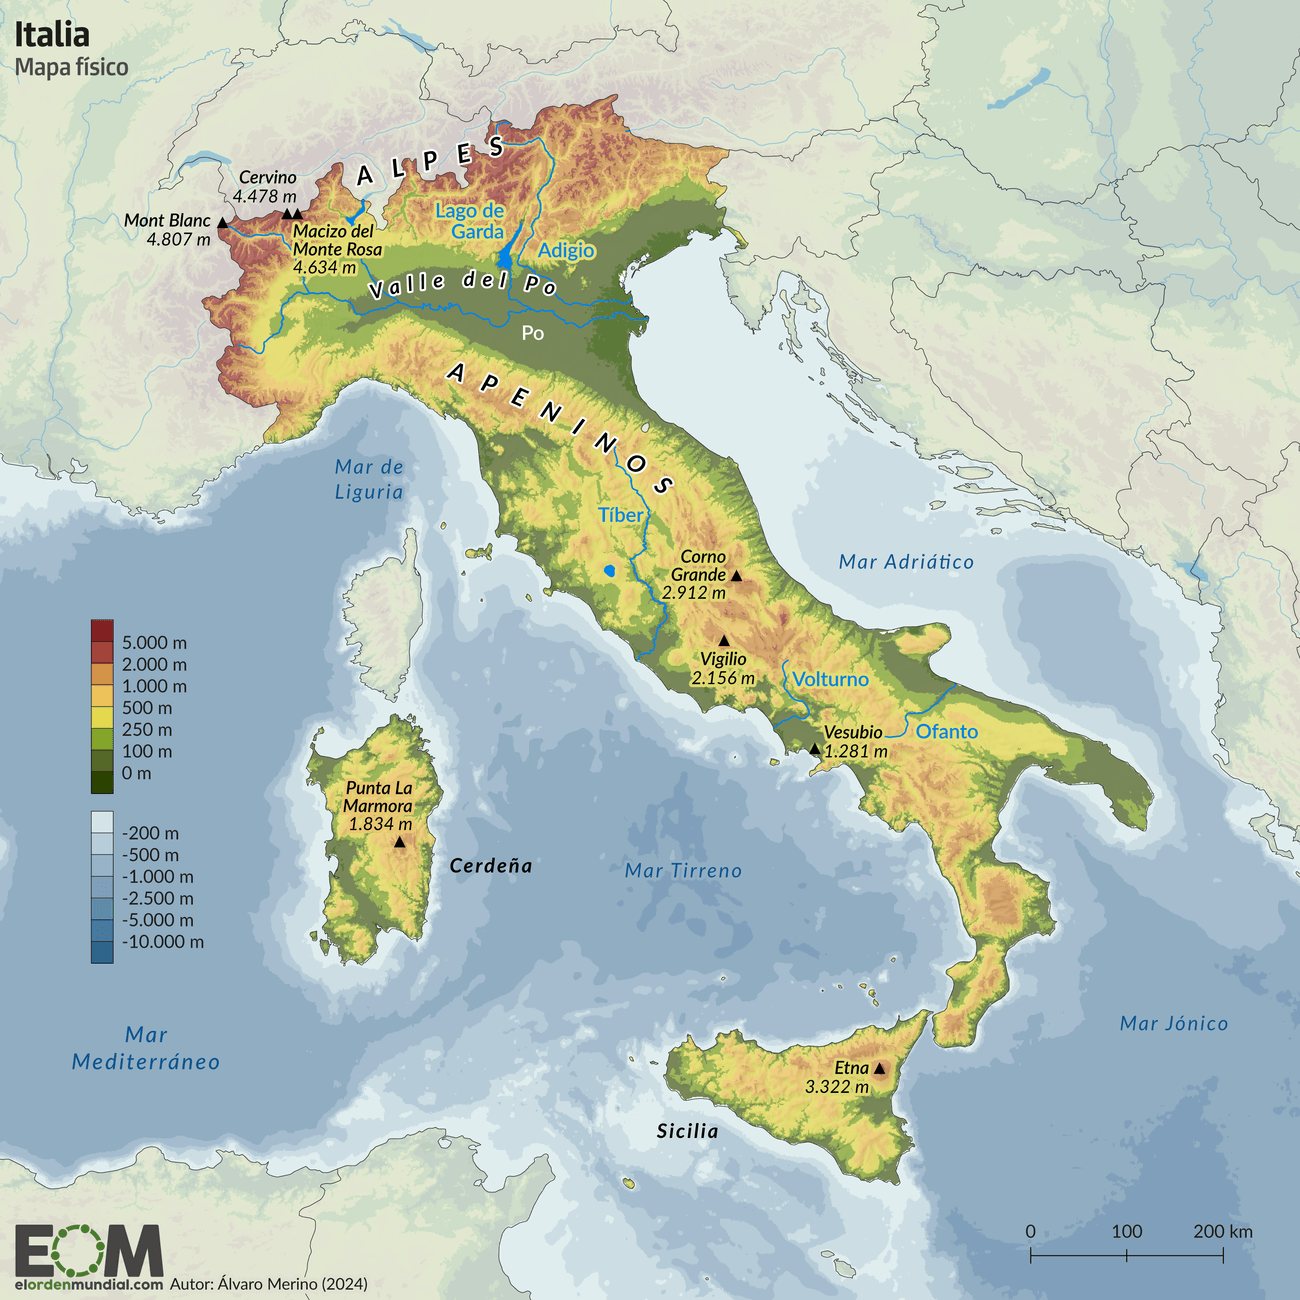 Italia
Mapa físico
ALPES
Cervino
4.478 m
Mont Blanc
4.807 m
Macizo del
Monte Rosa
4.634 m
Lago de
Garda
Adigio
Valle del Po
Po
APENINOS
Mar de
Liguria
Tíber
Corno
Grande
2.912 m
Mar Adriático
Vigilio
2.156 m
Volturno
Vesubio
1.281 m
Ofanto
5.000 m
2.000 m
1.000 m
500 m
250 m
100 m
0 m
-200 m
-500 m
-1.000 m
-2.500 m
-5.000 m
-10.000 m
Punta La
Marmora
1.834 m
Cerdeña
Mar Tirreno
Mar
Mediterráneo
Mar Jónico
Etna
3.322 m
Sicilia
0 100 200 km
EOM
elordenmundial.com
Autor: Álvaro Merino (2024)